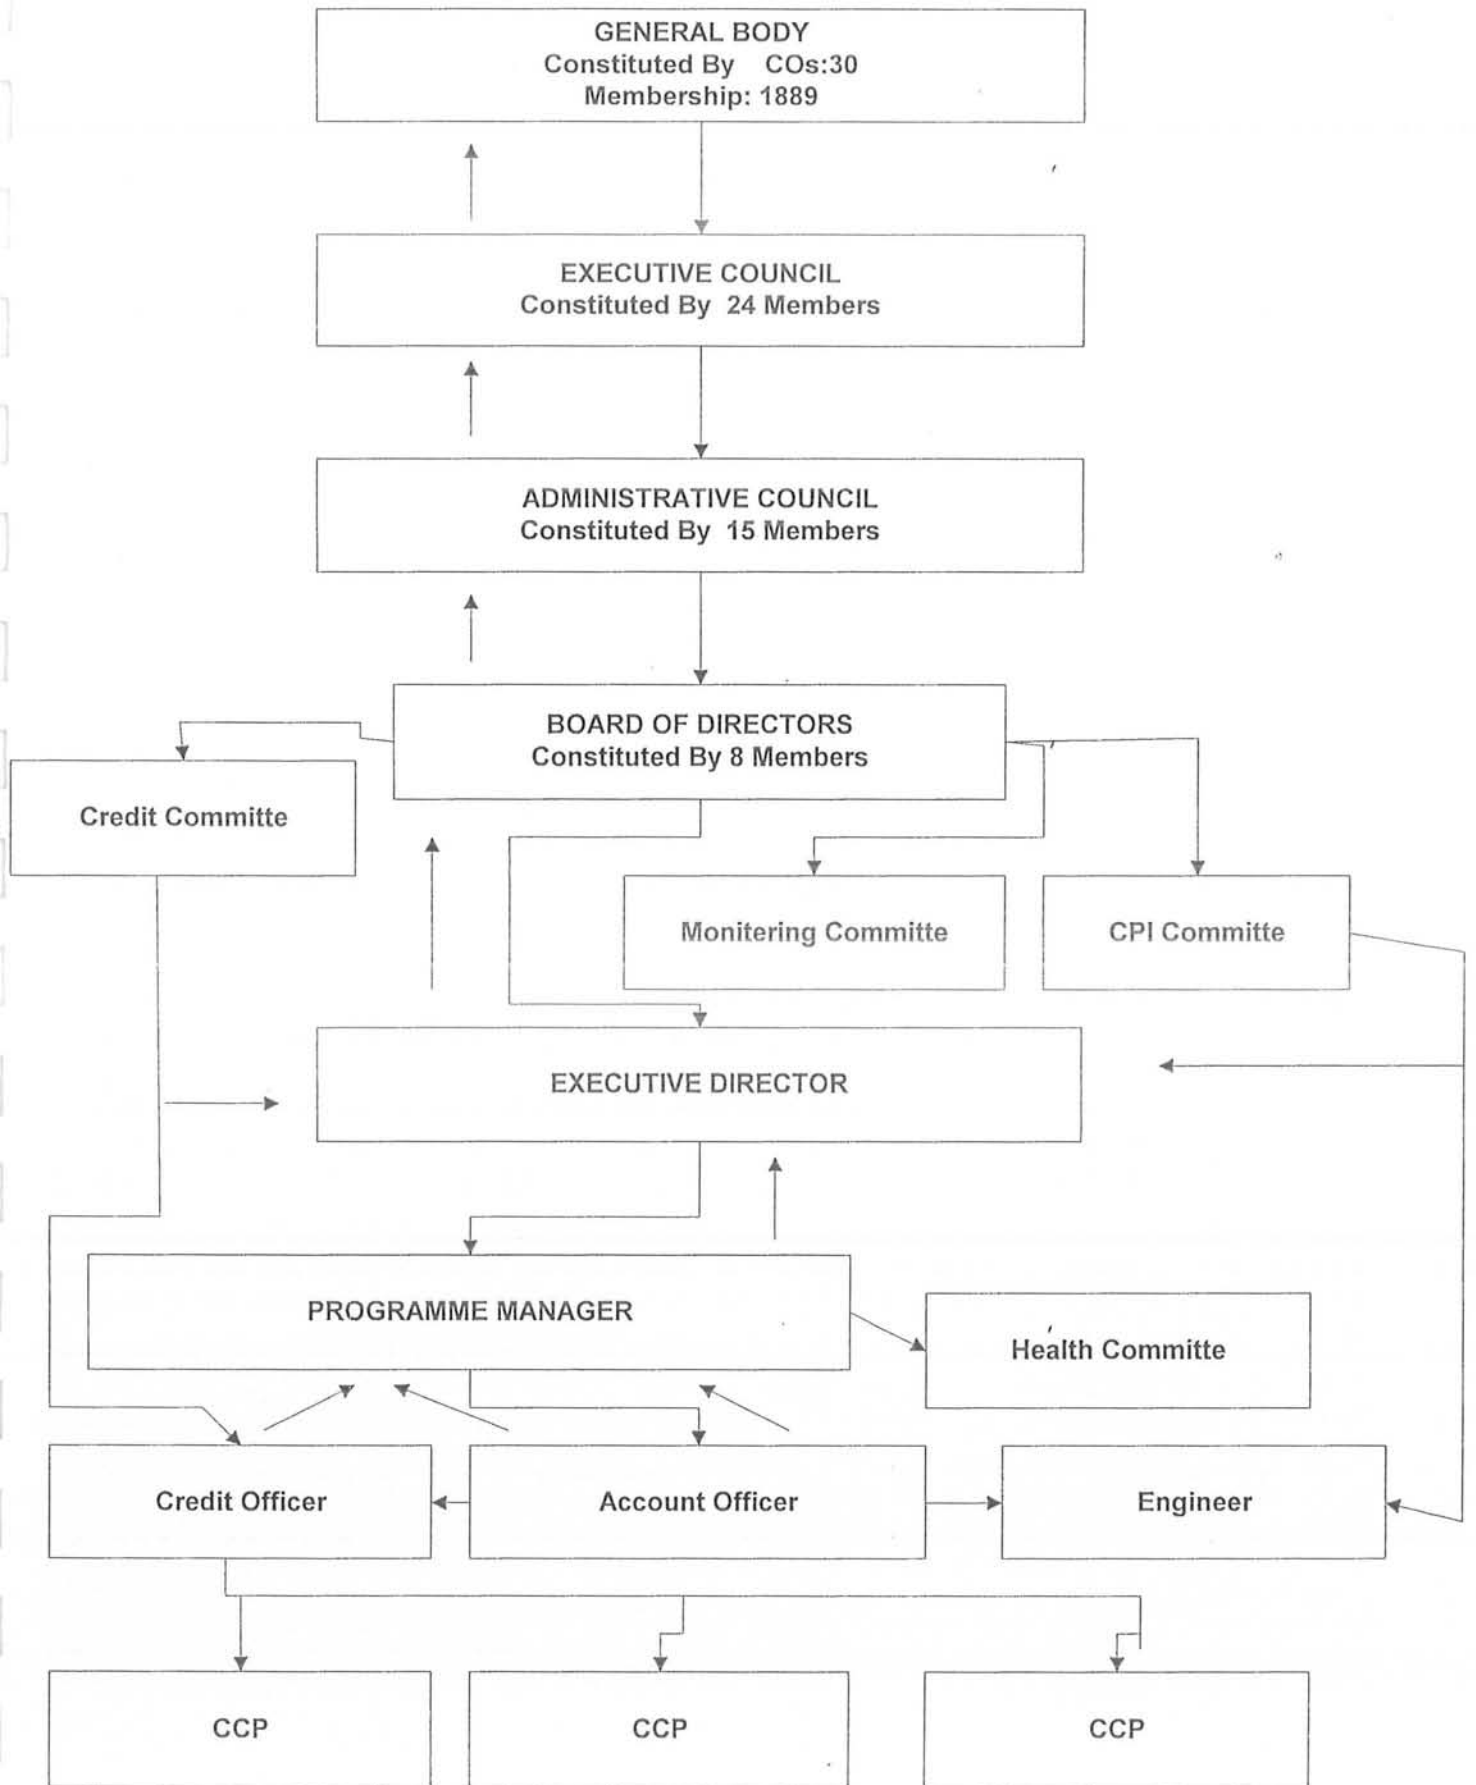 GENERAL BODY
Constituted By COs:30
Membership: 1889
EXECUTIVE COUNCIL
Constituted By 24 Members
ADMINISTRATIVE COUNCIL
Constituted By 15 Members
BOARD OF DIRECTORS
Constituted By 8 Members
Credit Committe
Monitering Committe
CPI Committe
EXECUTIVE DIRECTOR
PROGRAMME MANAGER
Health Committe
Credit Officer
Account Officer
Engineer
CCP
CCP
CCP